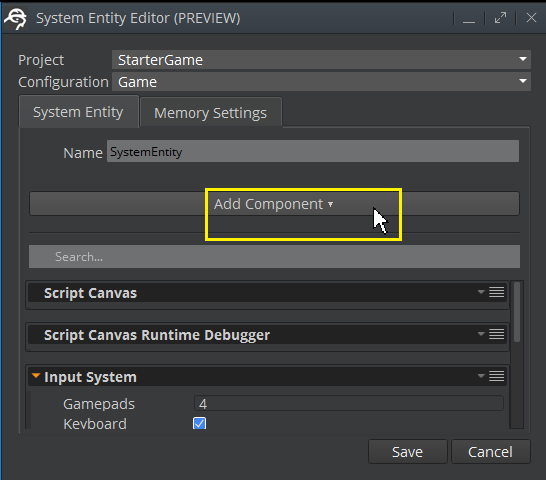 System Entity Editor (PREVIEW)
Project StarterGame
Configuration Game
System Entity Memory Settings
Name SystemEntity
Add Component
Search...
Script Canvas
Script Canvas Runtime Debugger
Input System
Gamepads 4
Keyboard
Save Cancel